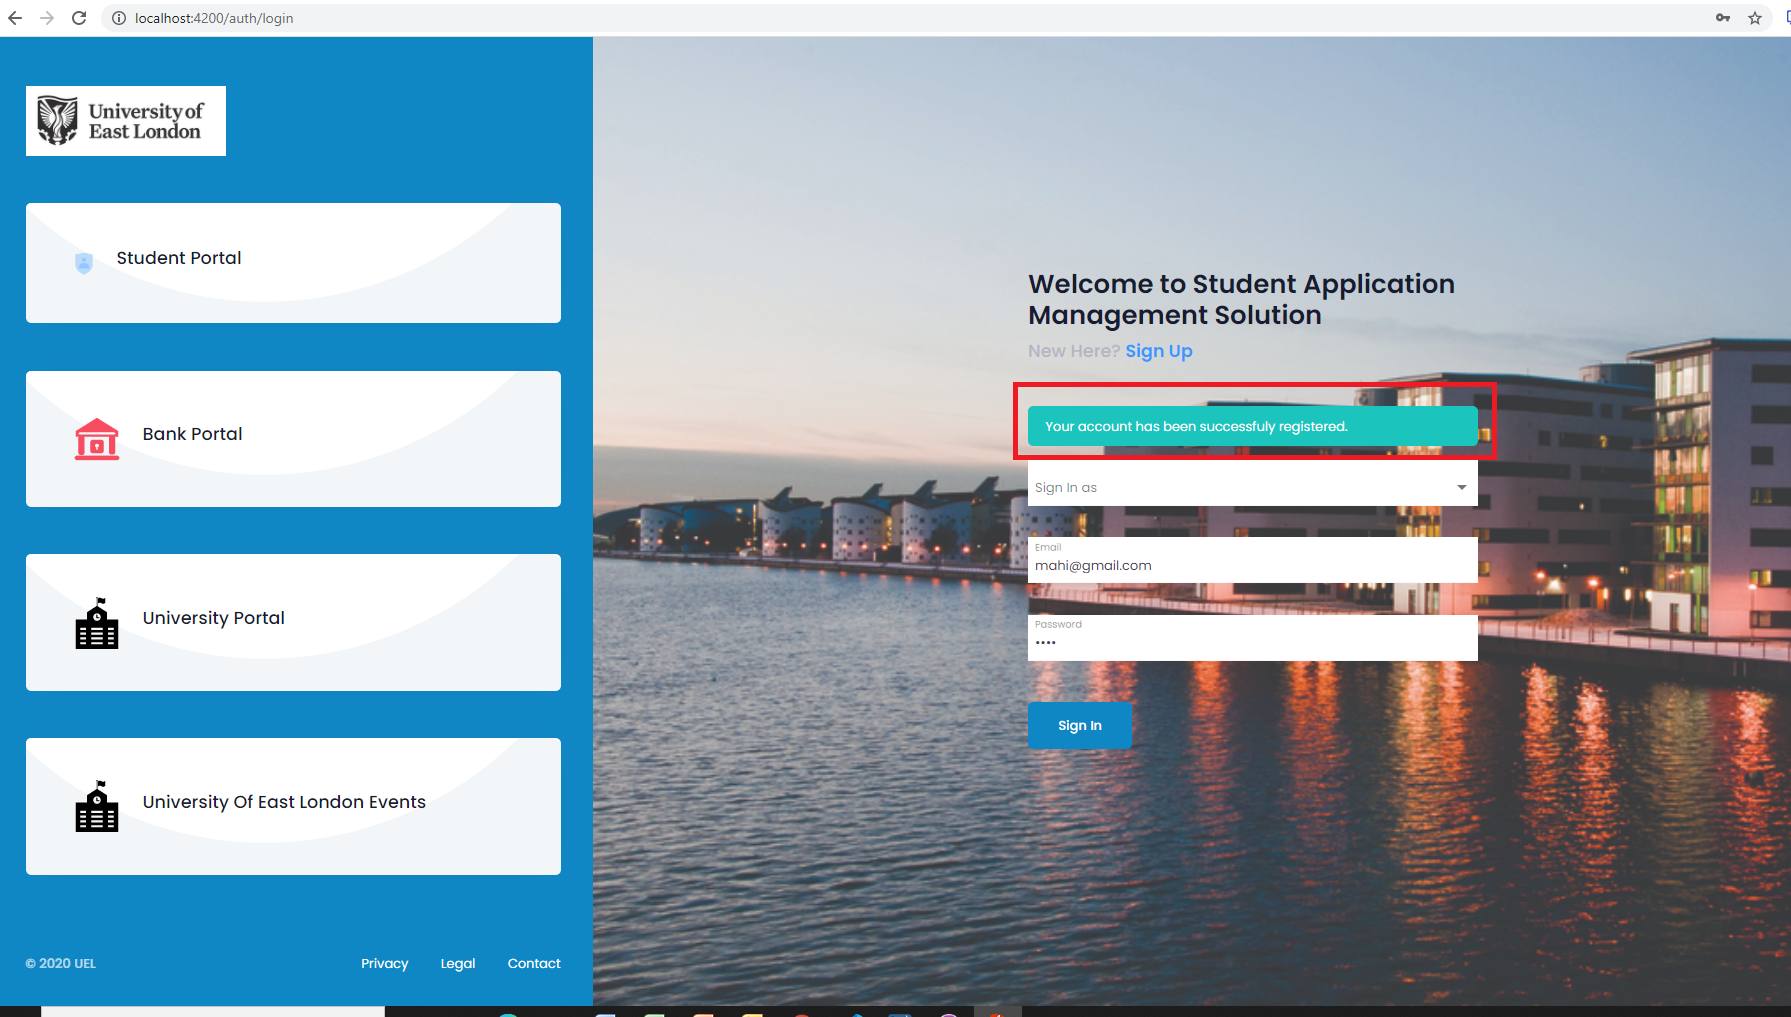 localhost:4200/auth/login
University of
East London
Student Portal
Bank Portal
University Portal
University Of East London Events
© 2020 UEL
Privacy Legal Contact
Welcome to Student Application
Management Solution
New Here? Sign Up
Your account has been successfuly registered.
Sign In as
Email
mahi@gmail.com
Password
••••
Sign In